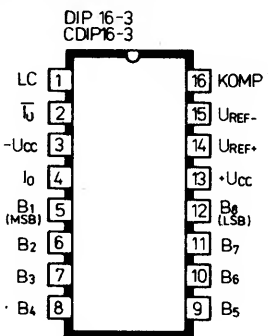 DIP 16-3
CDIP16-3
LC 1
I̅₀ 2
-Ucc 3
I₀ 4
B₁ (MSB) 5
B₂ 6
B₃ 7
B₄ 8
16 KOMP
15 UREF-
14 UREF+
13 +Ucc
12 B₈ (LSB)
11 B₇
10 B₆
9 B₅